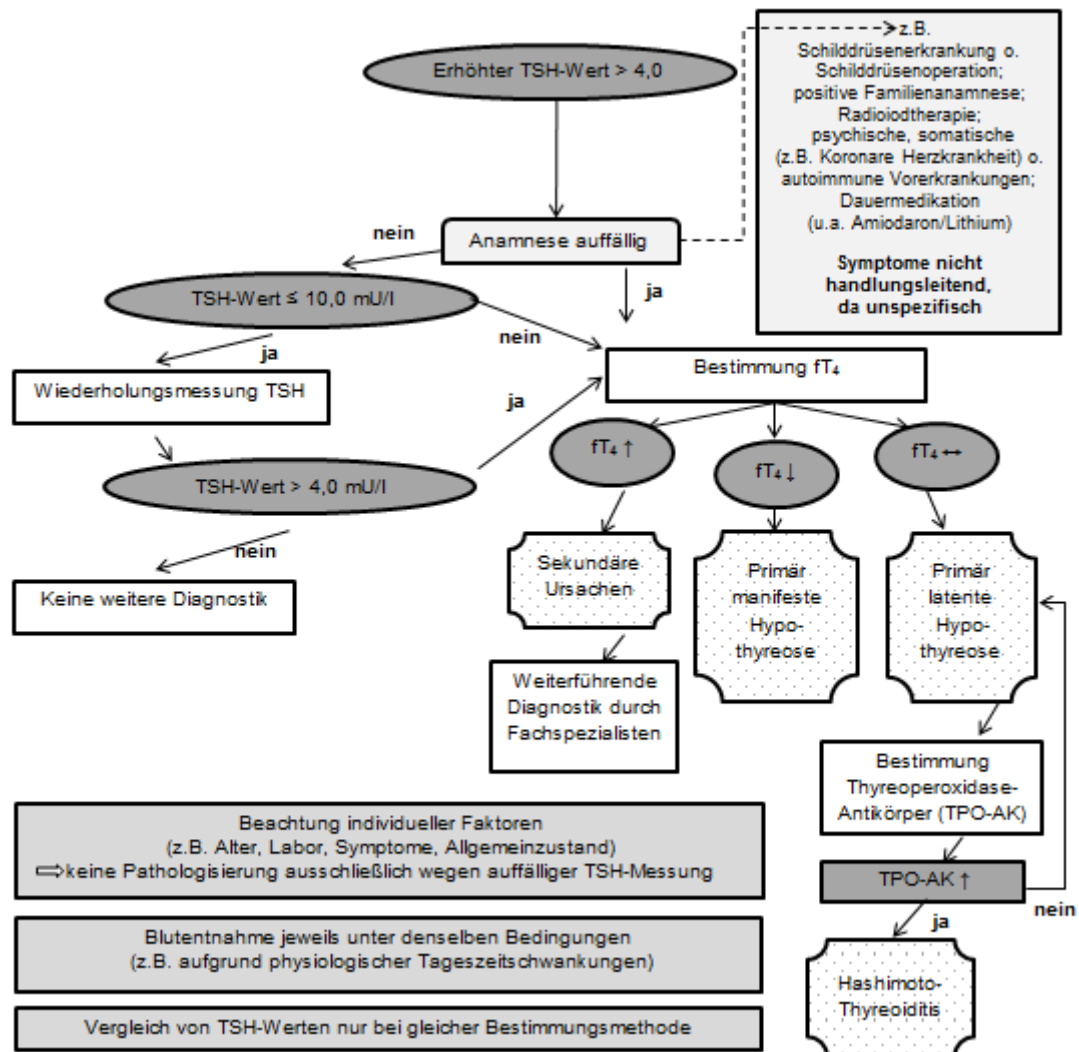 Erhöhter TSH-Wert > 4,0
z.B.
Schilddrüsenerkrankung o.
Schilddrüsenoperation;
positive Familienanamnese;
Radioiodtherapie;
psychische, somatische
(z.B. Koronare Herzkrankheit) o.
autoimmune Vorerkrankungen;
Dauermedikation
(u.a. Amiodaron/Lithium)
Symptome nicht
handlungsleitend,
da unspezifisch
Anamnese auffällig
nein
ja
TSH-Wert ≤ 10,0 mU/l
nein
ja
Wiederholungsmessung TSH
Bestimmung fT₄
ja
TSH-Wert > 4,0 mU/l
nein
Keine weitere Diagnostik
fT₄ ↑
fT₄ ↓
fT₄ ↔
Sekundäre
Ursachen
Primär
manifeste
Hypo-
thyreose
Primär
latente
Hypo-
thyreose
Weiterführende
Diagnostik durch
Fachspezialisten
Bestimmung
Thyreoperoxidase-
Antikörper (TPO-AK)
TPO-AK ↑
nein
ja
Hashimoto-
Thyreoiditis
Beachtung individueller Faktoren
(z.B. Alter, Labor, Symptome, Allgemeinzustand)
⇨keine Pathologisierung ausschließlich wegen auffälliger TSH-Messung
Blutentnahme jeweils unter denselben Bedingungen
(z.B. aufgrund physiologischer Tageszeitschwankungen)
Vergleich von TSH-Werten nur bei gleicher Bestimmungsmethode